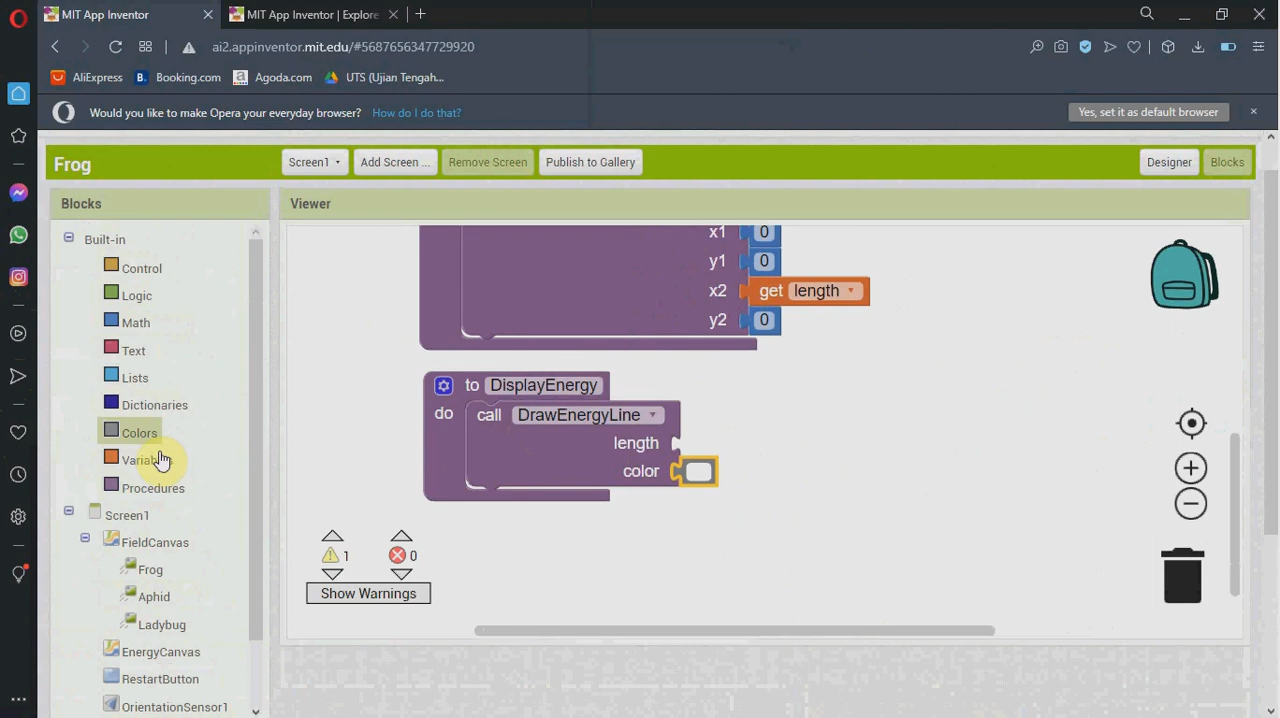 MIT App Inventor
MIT App Inventor | Explore
ai2.appinventor.mit.edu/#5687656347729920
AliExpress
B. Booking.com
a Agoda.com
UTS (Ujian Tengah...
Would you like to make Opera your everyday browser? How do I do that?
Yes, set it as default browser
Frog
Screen1
Add Screen ...
Remove Screen
Publish to Gallery
Designer
Blocks
Blocks
Viewer
Built-in
Control
Logic
Math
Text
Lists
Dictionaries
Colors
Variables
Procedures
Screen1
FieldCanvas
Frog
Aphid
Ladybug
EnergyCanvas
RestartButton
OrientationSensor1
x1 0
y1 0
x2 get length
y2 0
to DisplayEnergy
do call DrawEnergyLine
length
color
1
0
Show Warnings